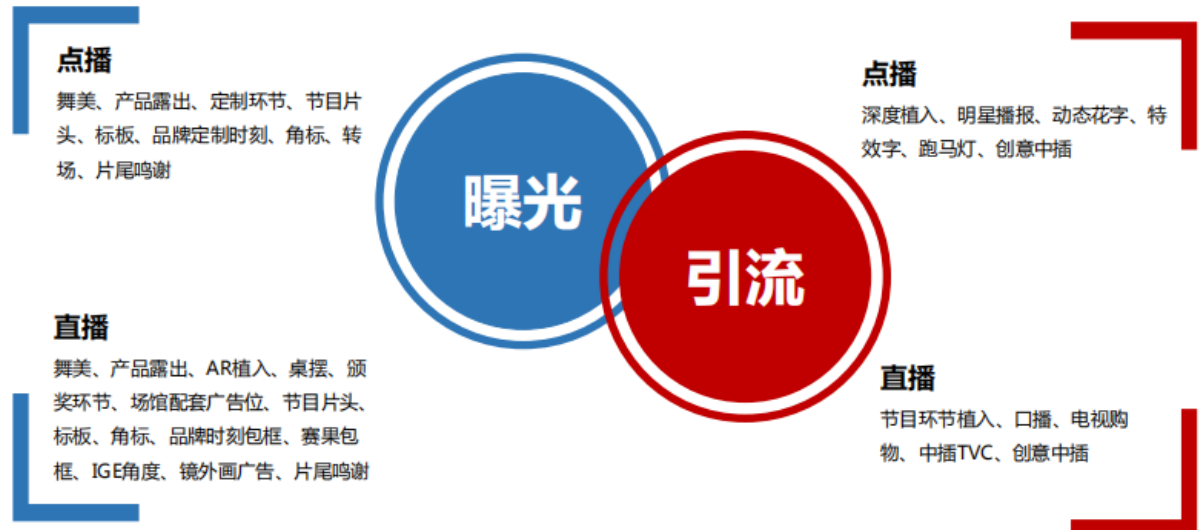 点播
舞美、产品露出、定制环节、节目片
头、标板、品牌定制时刻、角标、转
场、片尾鸣谢
直播
舞美、产品露出、AR植入、桌摆、颁
奖环节、场馆配套广告位、节目片头、
标板、角标、品牌时刻包框、赛果包
框、IGE角度、镜外画广告、片尾鸣谢
曝光
引流
点播
深度植入、明星播报、动态花字、特
效字、跑马灯、创意中插
直播
节目环节植入、口播、电视购
物、中插TVC、创意中插